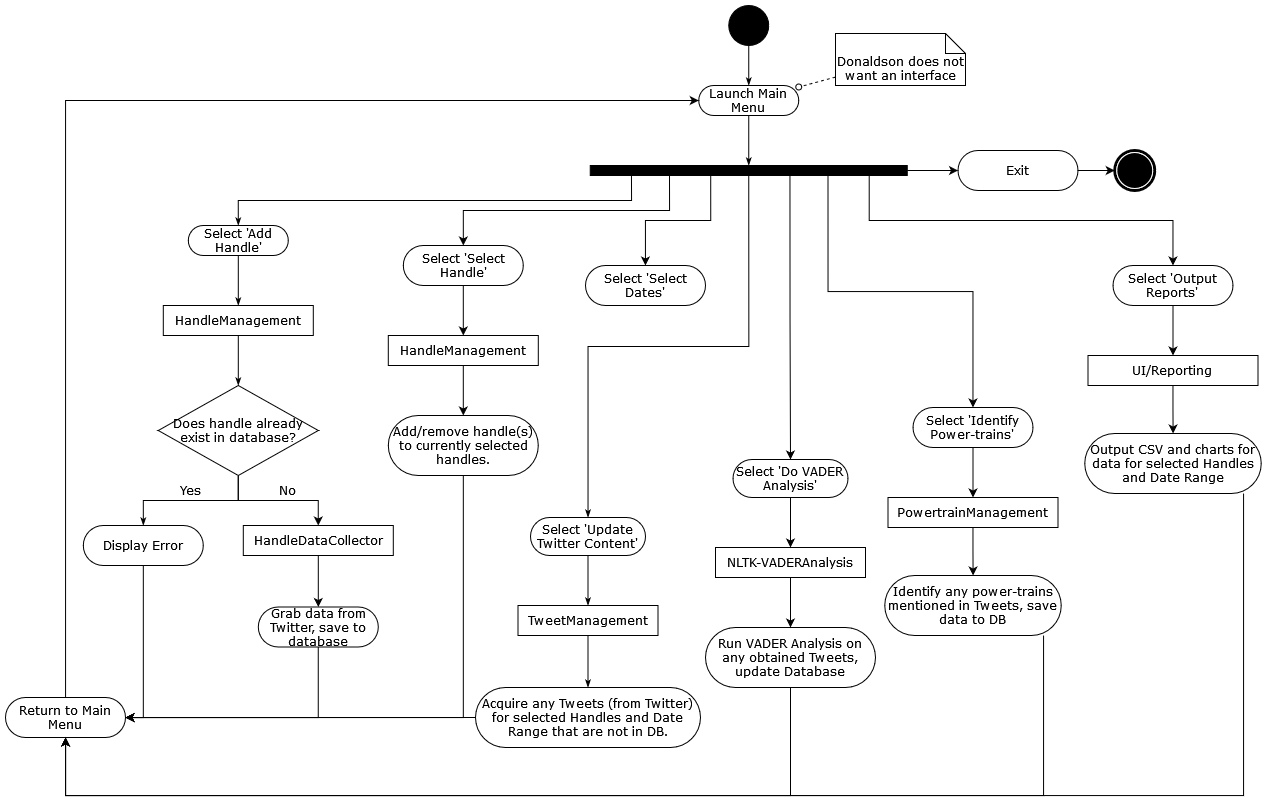 Donaldson does not
want an interface
Launch Main
Menu
Exit
Select 'Add
Handle'
HandleManagement
Does handle already
exist in database?
Yes
No
Display Error
HandleDataCollector
Grab data from
Twitter, save to
database
Select 'Select
Handle'
HandleManagement
Add/remove handle(s)
to currently selected
handles.
Select 'Select
Dates'
Select 'Update
Twitter Content'
TweetManagement
Acquire any Tweets (from Twitter)
for selected Handles and Date
Range that are not in DB.
Select 'Do VADER
Analysis'
NLTK-VADERAnalysis
Run VADER Analysis on
any obtained Tweets,
update Database
Select 'Identify
Power-trains'
PowertrainManagement
Identify any power-trains
mentioned in Tweets, save
data to DB
Select 'Output
Reports'
UI/Reporting
Output CSV and charts for
data for selected Handles
and Date Range
Return to Main
Menu